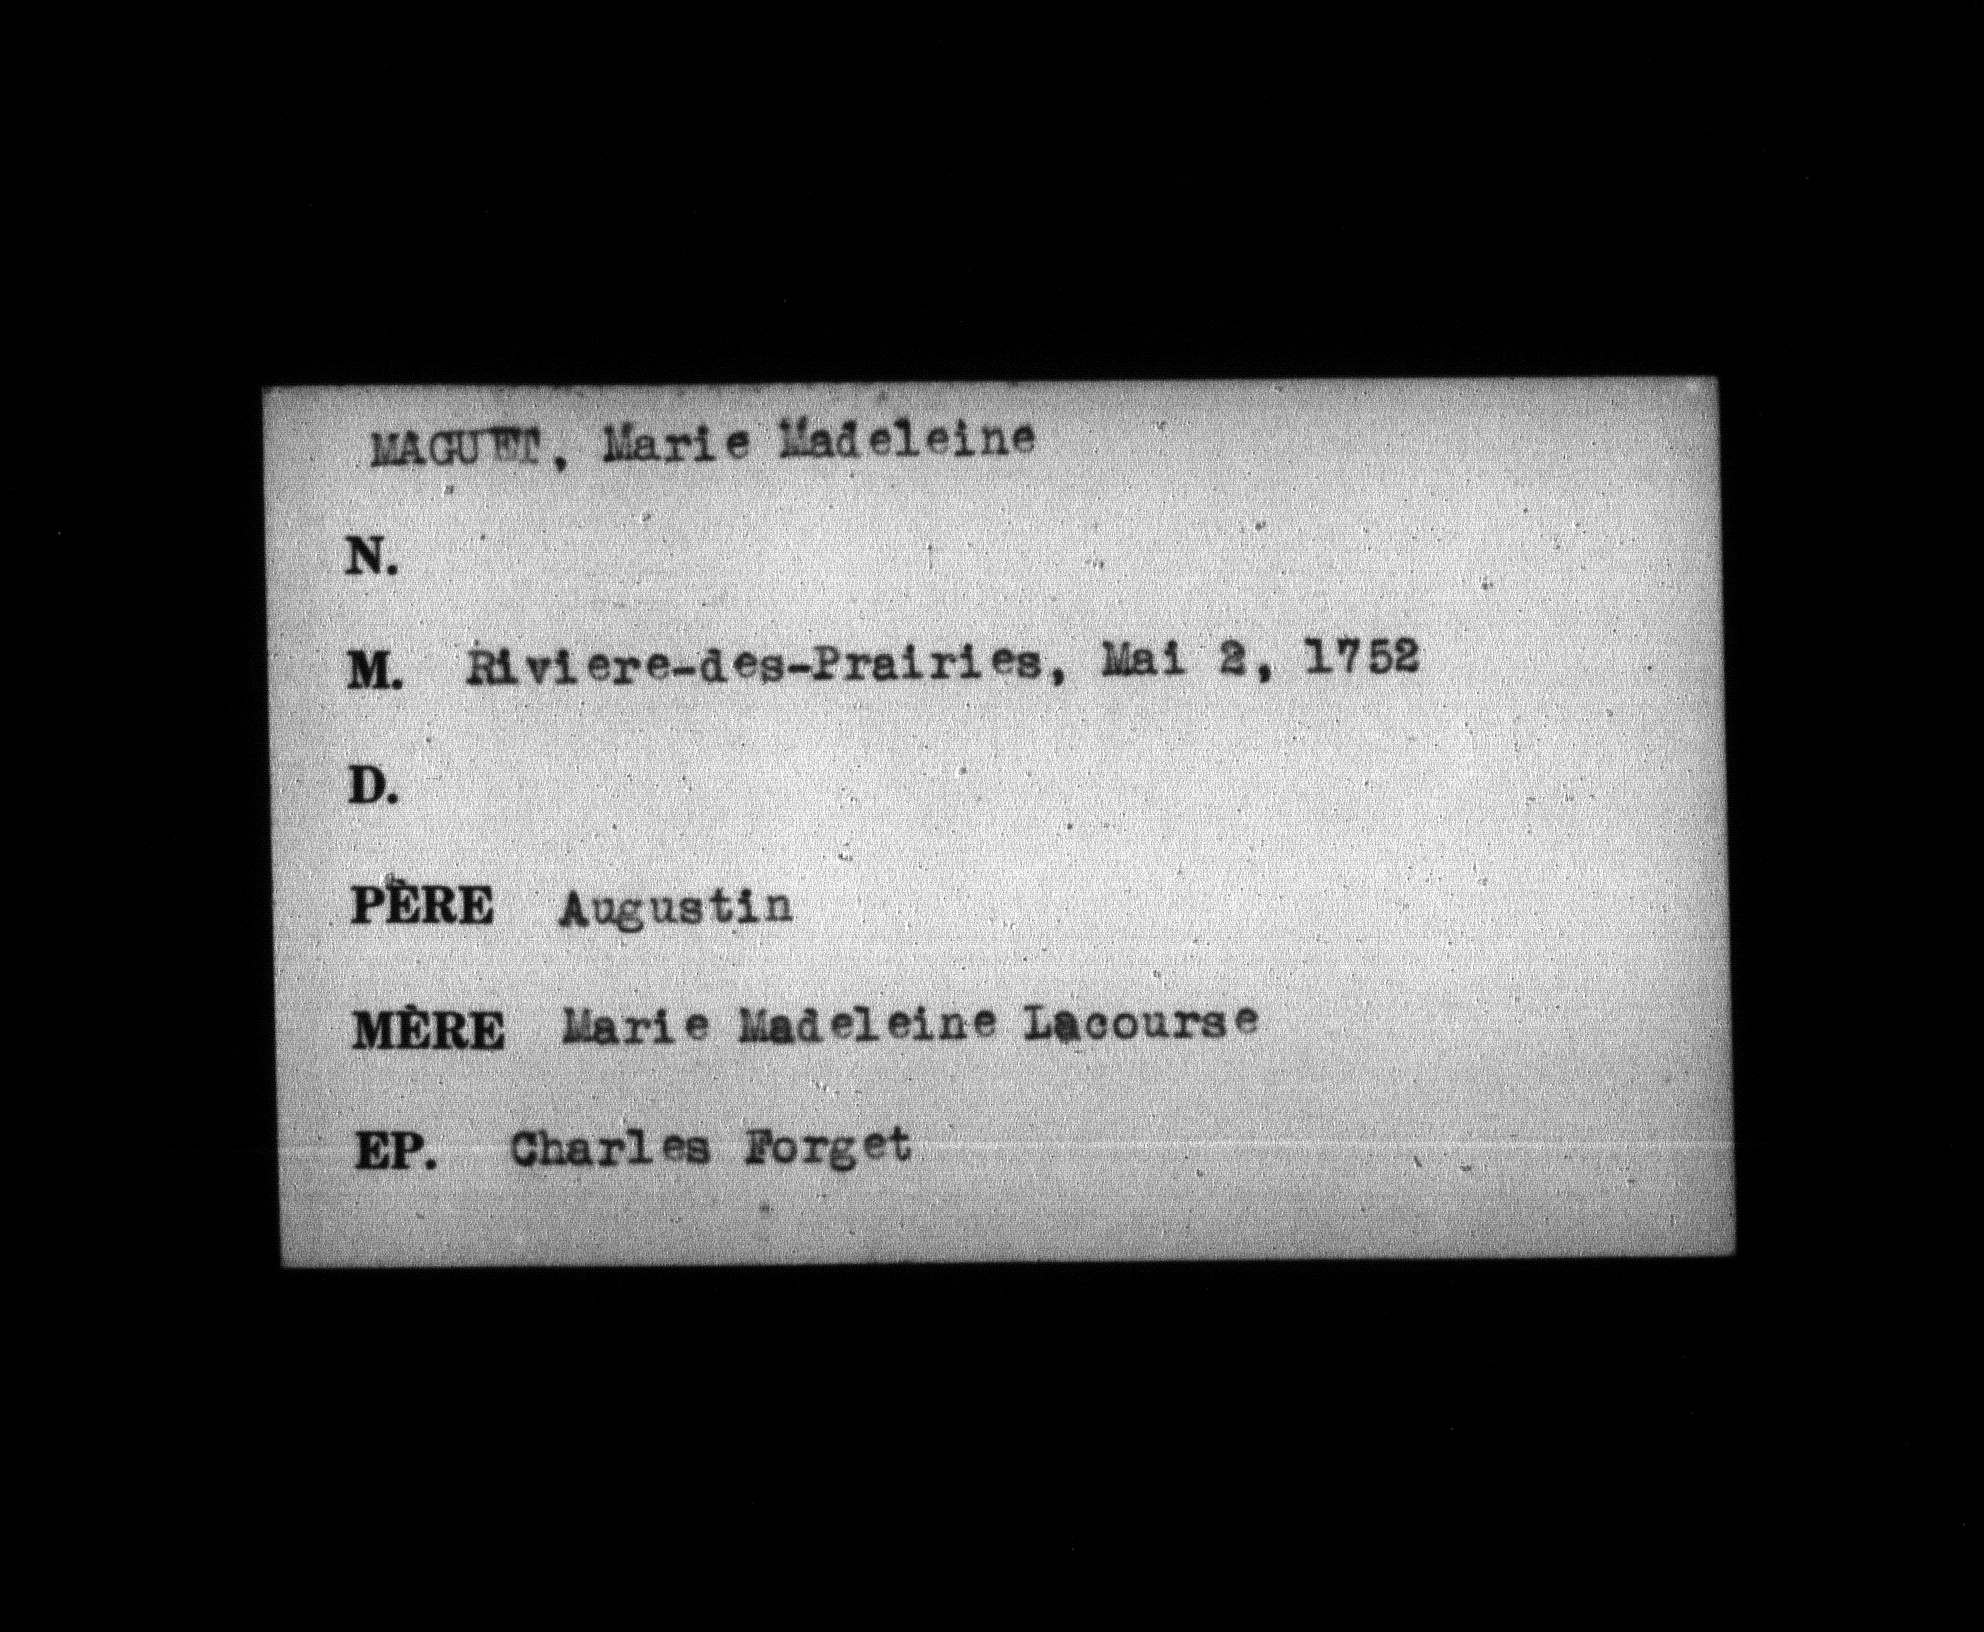 MAGUET, Marie Madeleine
N.
M. Riviere-des-Prairies, Mai 2, 1752
D.
PÈRE Augustin
MÈRE Marie Madeleine Lacourse
EP. Charles Forget